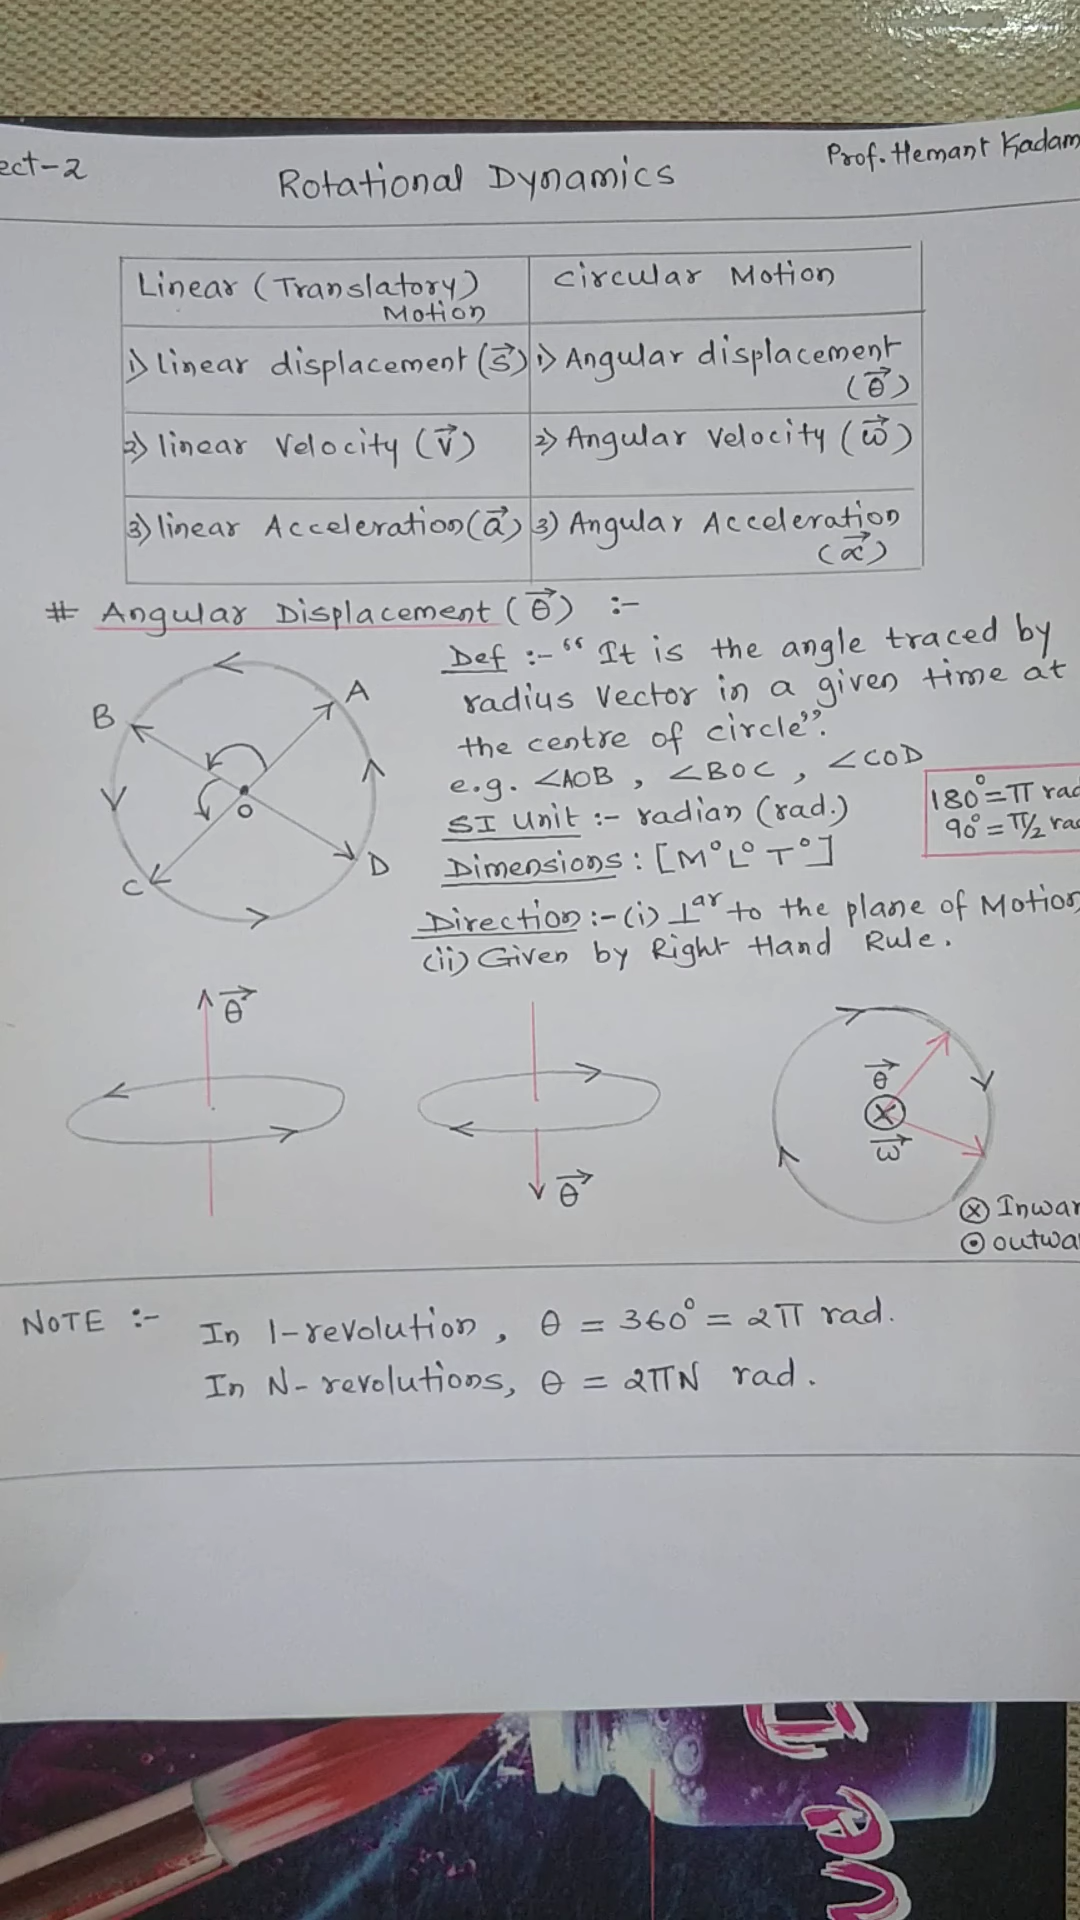 ect-2
Rotational Dynamics
Prof. Hemant Kadam
Linear (Translatory) Motion
Circular Motion
1) linear displacement (s⃗)
1) Angular displacement (θ⃗)
2) linear Velocity (v⃗)
2) Angular Velocity (ω⃗)
3) linear Acceleration (a⃗)
3) Angular Acceleration (α⃗)
# Angular Displacement (θ⃗) :-
Def :- “ It is the angle traced by
radius Vector in a given time at
the centre of circle”.
e.g. ∠AOB , ∠BOC , ∠COD
SI Unit :- radian (rad.)
180° = π rad
90° = π/2 rad
Dimensions : [M⁰L⁰T⁰]
Direction :- (i) ⊥ᵃʳ to the plane of Motion
(ii) Given by Right Hand Rule.
A
B
O
C
D
θ⃗
θ⃗
θ⃗
ⓧ
ω⃗
ⓧ Inwar
⊙ outwa
NOTE :-
In 1-revolution , θ = 360° = 2π rad.
In N-revolutions, θ = 2πN rad.